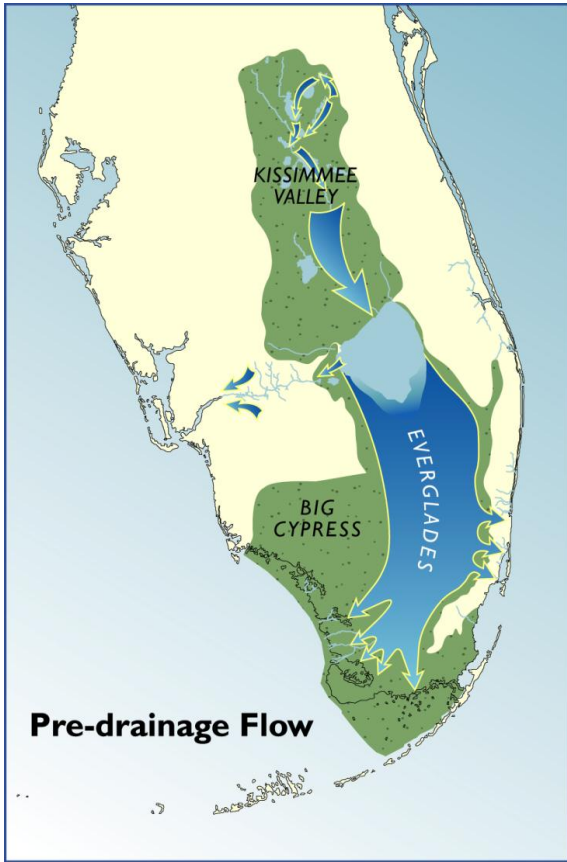 KISSIMMEE
VALLEY
EVERGLADES
BIG
CYPRESS
Pre-drainage Flow